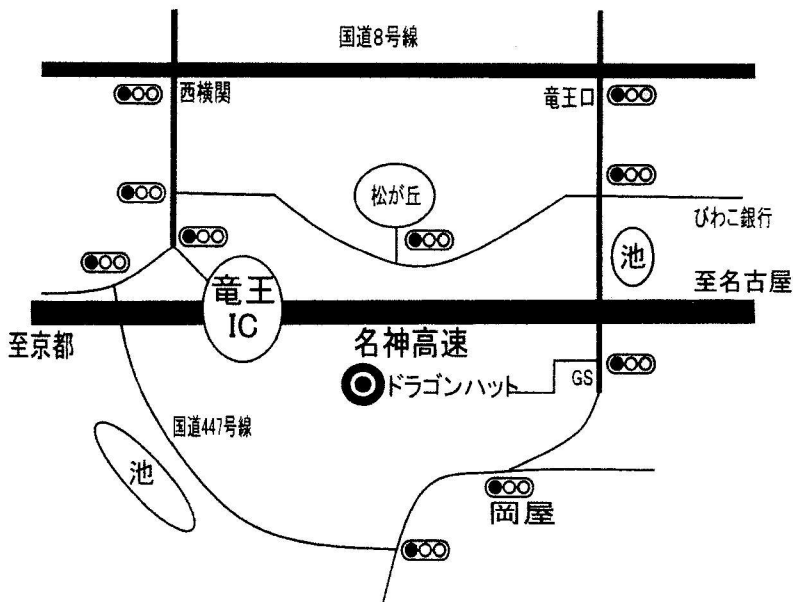 国道8号線
西横関
竜王口
松が丘
びわこ銀行
池
至名古屋
竜王
IC
至京都
名神高速
ドラゴンハット
GS
国道447号線
池
岡屋